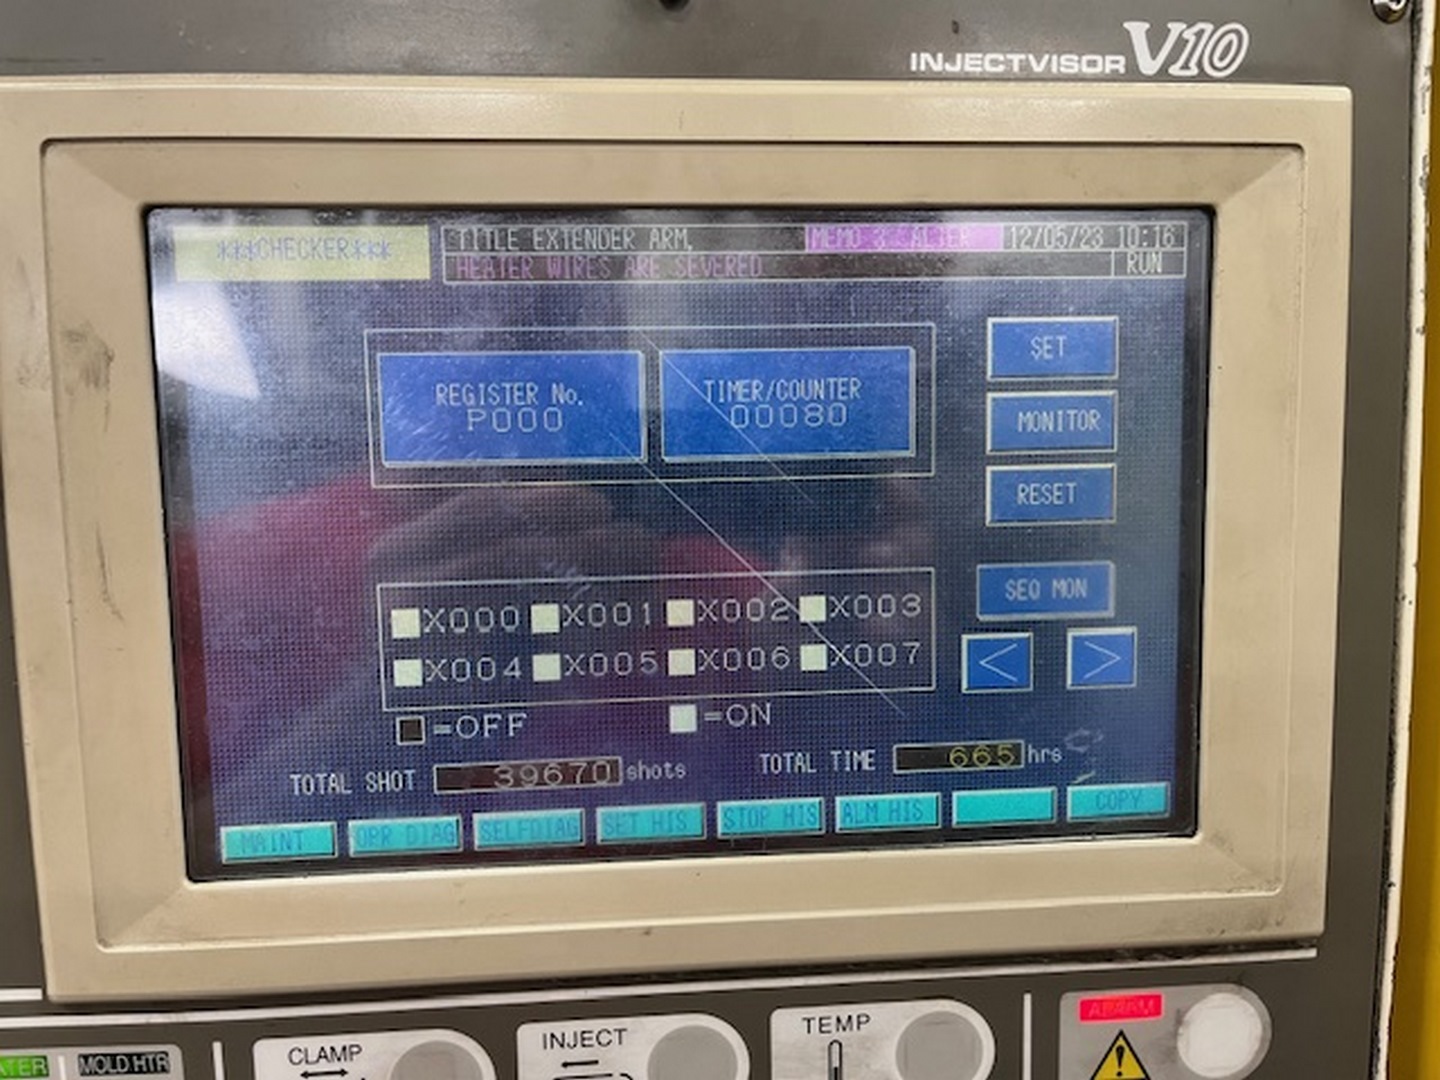 INJECTVISOR V10
***CHECKER***
TITLE EXTENDER ARM,
MEMO 3
12/05/23 10:16
HEATER WIRES ARE SEVERED
RUN
REGISTER No.
P000
TIMER/COUNTER
00080
SET
MONITOR
RESET
SEQ MON
<
>
X000 X001 X002 X003
X004 X005 X006 X007
=OFF =ON
TOTAL SHOT 39670 shots
TOTAL TIME 665 hrs
MAINT OPR DIAG SELFDIAG SET HIS STOP HIS ALM HIS COPY
ATER
MOLD HTR
CLAMP
INJECT
TEMP
ALARM